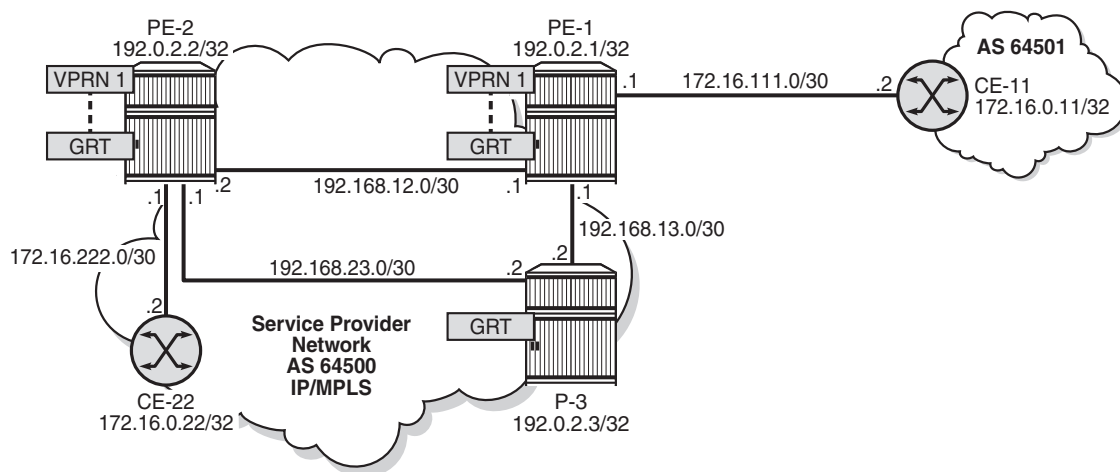 PE-2
192.0.2.2/32
PE-1
192.0.2.1/32
AS 64501
VPRN 1
VPRN 1
.1
172.16.111.0/30
.2
CE-11
172.16.0.11/32
GRT
GRT
.1
.1
.2
192.168.12.0/30
.1
.1
172.16.222.0/30
192.168.13.0/30
192.168.23.0/30
.2
.2
.2
Service Provider
Network
AS 64500
IP/MPLS
GRT
CE-22
172.16.0.22/32
P-3
192.0.2.3/32